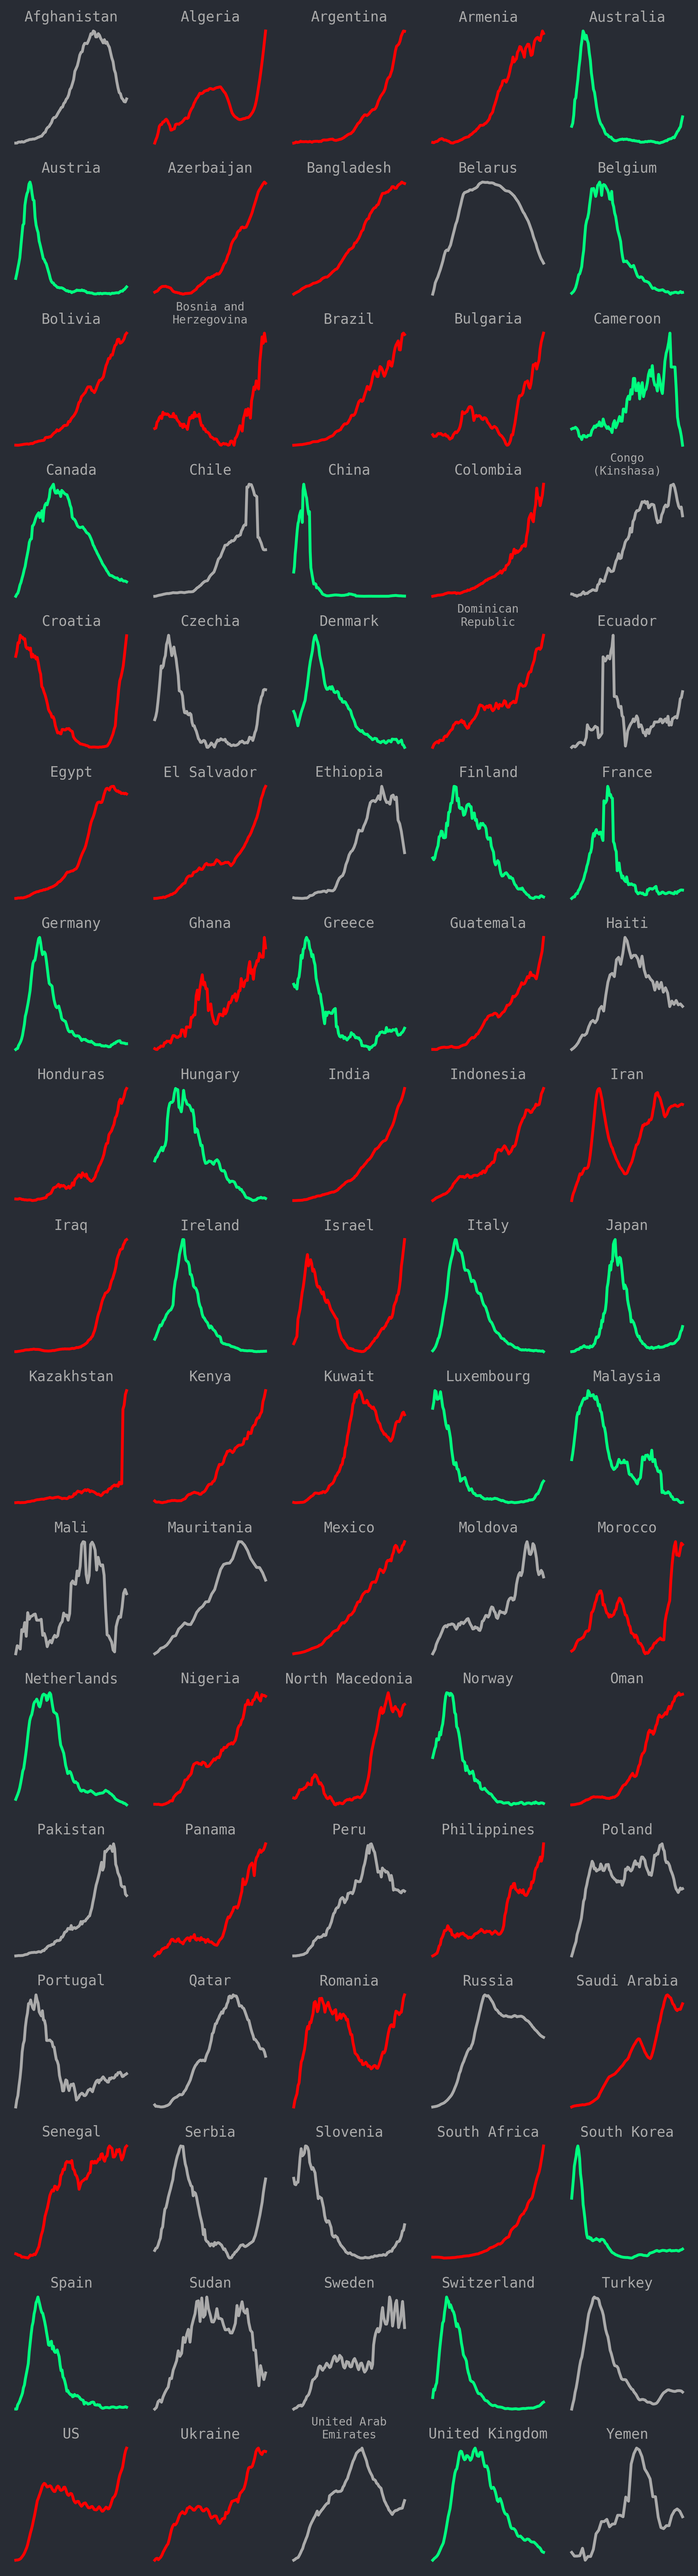 Afghanistan
Algeria
Argentina
Armenia
Australia
Austria
Azerbaijan
Bangladesh
Belarus
Belgium
Bolivia
Bosnia and
Herzegovina
Brazil
Bulgaria
Cameroon
Canada
Chile
China
Colombia
Congo
(Kinshasa)
Croatia
Czechia
Denmark
Dominican
Republic
Ecuador
Egypt
El Salvador
Ethiopia
Finland
France
Germany
Ghana
Greece
Guatemala
Haiti
Honduras
Hungary
India
Indonesia
Iran
Iraq
Ireland
Israel
Italy
Japan
Kazakhstan
Kenya
Kuwait
Luxembourg
Malaysia
Mali
Mauritania
Mexico
Moldova
Morocco
Netherlands
Nigeria
North Macedonia
Norway
Oman
Pakistan
Panama
Peru
Philippines
Poland
Portugal
Qatar
Romania
Russia
Saudi Arabia
Senegal
Serbia
Slovenia
South Africa
South Korea
Spain
Sudan
Sweden
Switzerland
Turkey
US
Ukraine
United Arab
Emirates
United Kingdom
Yemen